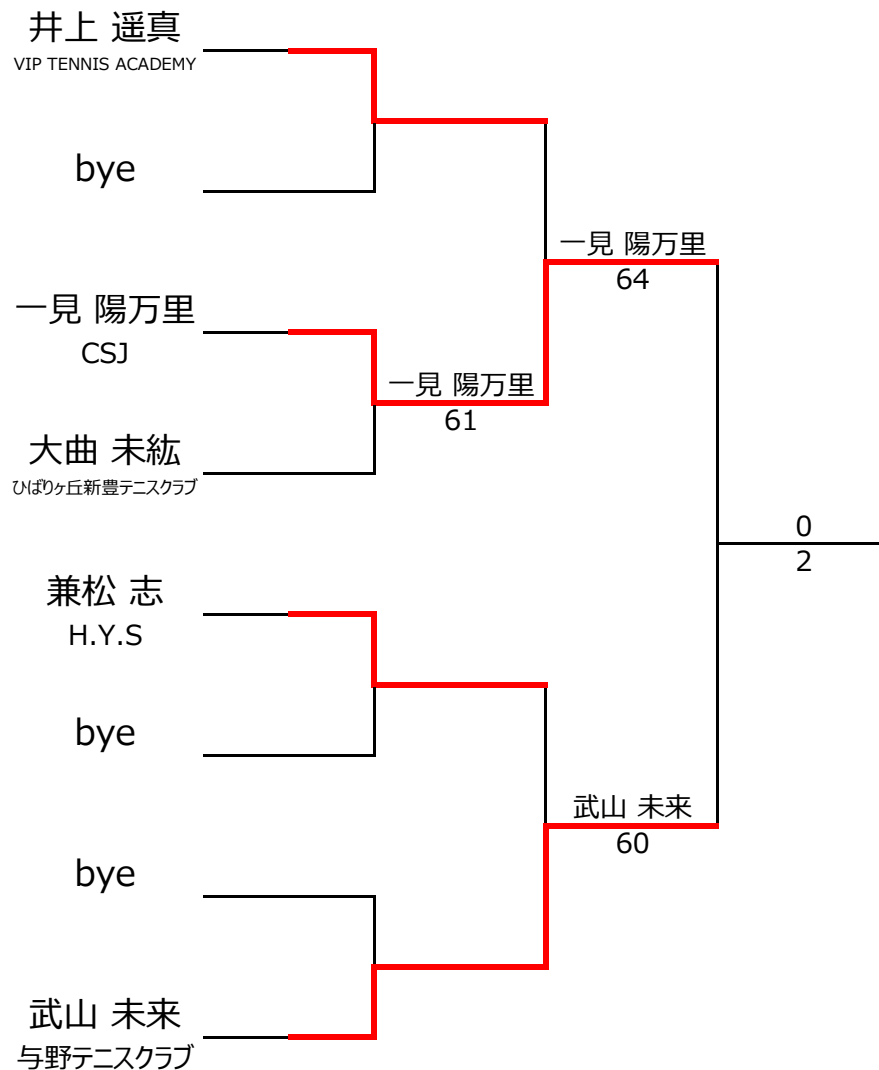 井上 遥真
VIP TENNIS ACADEMY
bye
一見 陽万里
64
一見 陽万里
CSJ
一見 陽万里
61
大曲 未紘
ひばりヶ丘新豊テニスクラブ
0
2
兼松 志
H.Y.S
bye
武山 未来
60
bye
武山 未来
与野テニスクラブ